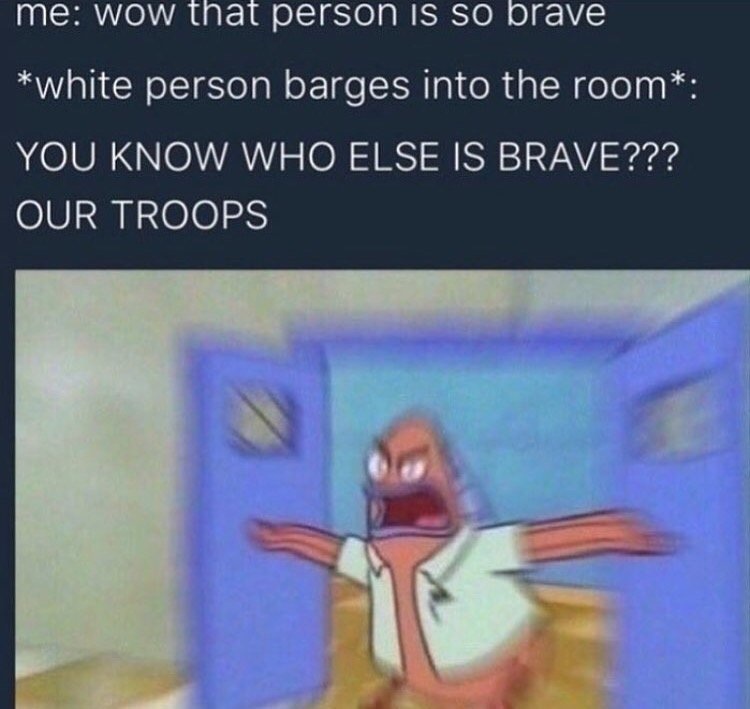 me: wow that person is so brave
*white person barges into the room*:
YOU KNOW WHO ELSE IS BRAVE???
OUR TROOPS